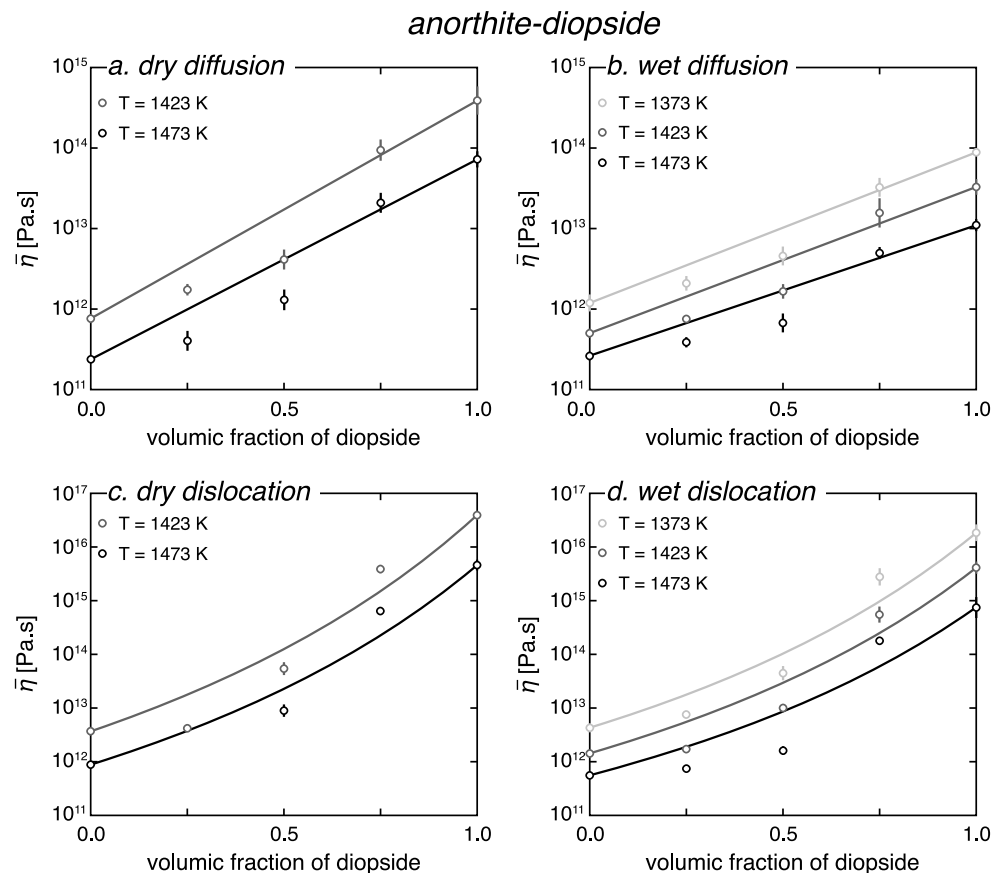 anorthite-diopside
a. dry diffusion
T = 1423 K
T = 1473 K
10¹⁵
10¹⁴
10¹³
10¹²
10¹¹
η̄ [Pa.s]
0.0 0.5 1.0
volumic fraction of diopside
b. wet diffusion
T = 1373 K
T = 1423 K
T = 1473 K
10¹⁵
10¹⁴
10¹³
10¹²
10¹¹
η̄ [Pa.s]
0.0 0.5 1.0
volumic fraction of diopside
c. dry dislocation
T = 1423 K
T = 1473 K
10¹⁷
10¹⁶
10¹⁵
10¹⁴
10¹³
10¹²
10¹¹
η̄ [Pa.s]
0.0 0.5 1.0
volumic fraction of diopside
d. wet dislocation
T = 1373 K
T = 1423 K
T = 1473 K
10¹⁷
10¹⁶
10¹⁵
10¹⁴
10¹³
10¹²
10¹¹
η̄ [Pa.s]
0.0 0.5 1.0
volumic fraction of diopside